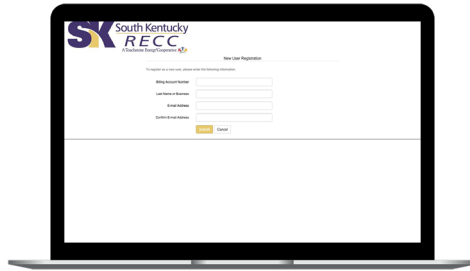 South Kentucky
RECC
A Touchstone Energy Cooperative
New User Registration
To register as a new user, please enter the following information.
Billing Account Number
Last Name or Business
E-mail Address
Confirm E-mail Address
Submit
Cancel